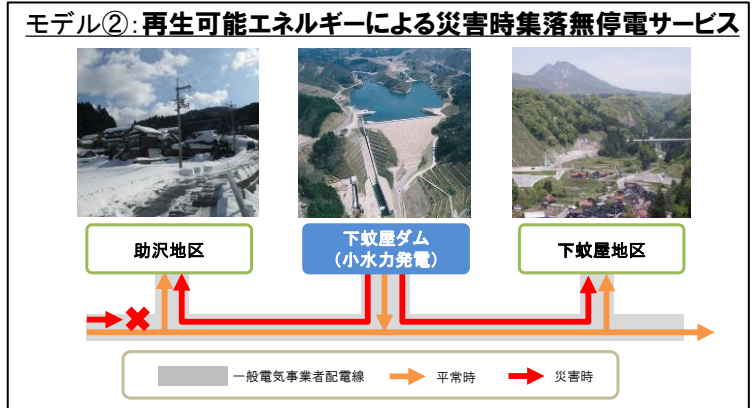 モデル②：再生可能エネルギーによる災害時集落無停電サービス
助沢地区
下蚊屋ダム
（小水力発電）
下蚊屋地区
一般電気事業者配電線
平常時
災害時